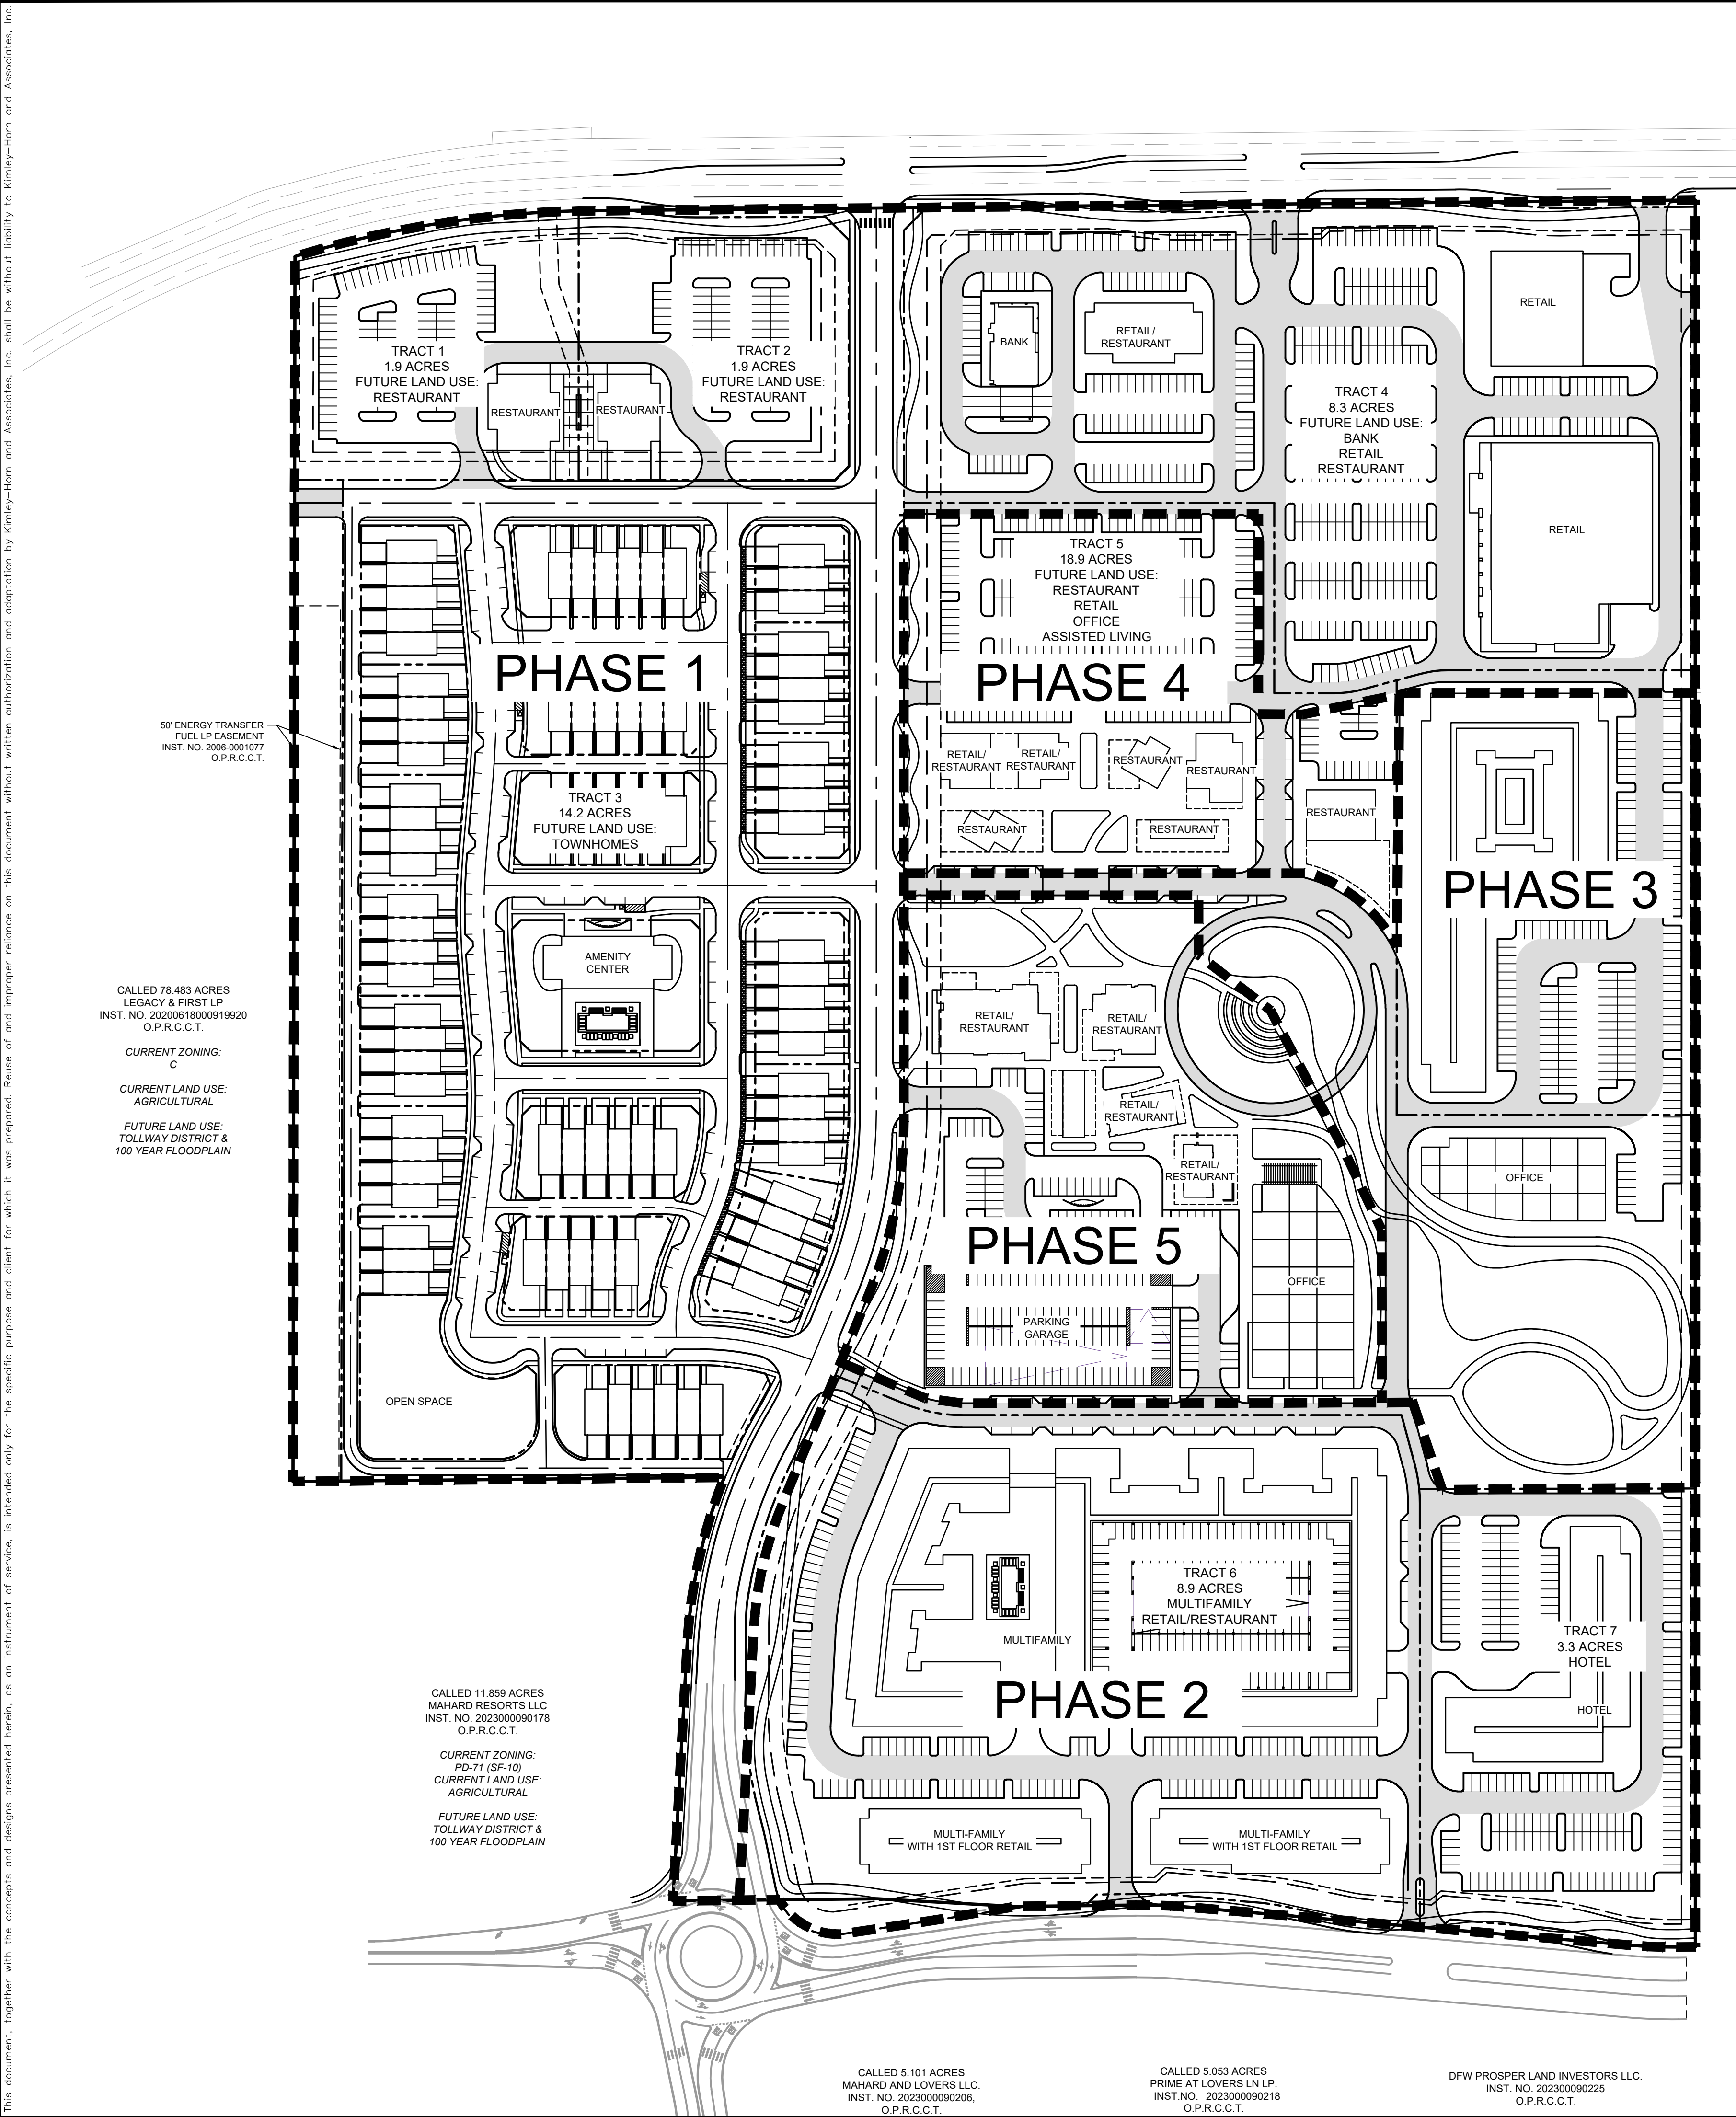 This document, together with the concepts and designs presented herein, as an instrument of service, is intended only for the specific purpose and client for which it was prepared. Reuse of and improper reliance on this document without written authorization and adaptation by Kimley-Horn and Associates, Inc. shall be without liability to Kimley-Horn and Associates, Inc.
TRACT 1
1.9 ACRES
FUTURE LAND USE:
RESTAURANT
RESTAURANT
RESTAURANT
TRACT 2
1.9 ACRES
FUTURE LAND USE:
RESTAURANT
BANK
RETAIL/
RESTAURANT
TRACT 4
8.3 ACRES
FUTURE LAND USE:
BANK
RETAIL
RESTAURANT
RETAIL
RETAIL
TRACT 5
18.9 ACRES
FUTURE LAND USE:
RESTAURANT
RETAIL
OFFICE
ASSISTED LIVING
PHASE 1
PHASE 4
50' ENERGY TRANSFER
FUEL LP EASEMENT
INST. NO. 2006-0001077
O.P.R.C.C.T.
RETAIL/
RESTAURANT
RETAIL/
RESTAURANT
RESTAURANT
RESTAURANT
RESTAURANT
RESTAURANT
RESTAURANT
TRACT 3
14.2 ACRES
FUTURE LAND USE:
TOWNHOMES
PHASE 3
AMENITY
CENTER
CALLED 78.483 ACRES
LEGACY & FIRST LP
INST. NO. 20200618000919920
O.P.R.C.C.T.
CURRENT ZONING:
C
CURRENT LAND USE:
AGRICULTURAL
FUTURE LAND USE:
TOLLWAY DISTRICT &
100 YEAR FLOODPLAIN
RETAIL/
RESTAURANT
RETAIL/
RESTAURANT
RETAIL/
RESTAURANT
RETAIL/
RESTAURANT
OFFICE
PHASE 5
OFFICE
PARKING
GARAGE
OPEN SPACE
TRACT 6
8.9 ACRES
MULTIFAMILY
RETAIL/RESTAURANT
MULTIFAMILY
TRACT 7
3.3 ACRES
HOTEL
HOTEL
PHASE 2
CALLED 11.859 ACRES
MAHARD RESORTS LLC
INST. NO. 2023000090178
O.P.R.C.C.T.
CURRENT ZONING:
PD-71 (SF-10)
CURRENT LAND USE:
AGRICULTURAL
FUTURE LAND USE:
TOLLWAY DISTRICT &
100 YEAR FLOODPLAIN
MULTI-FAMILY
WITH 1ST FLOOR RETAIL
MULTI-FAMILY
WITH 1ST FLOOR RETAIL
CALLED 5.101 ACRES
MAHARD AND LOVERS LLC.
INST. NO. 2023000090206,
O.P.R.C.C.T.
CALLED 5.053 ACRES
PRIME AT LOVERS LN LP.
INST.NO. 2023000090218
O.P.R.C.C.T.
DFW PROSPER LAND INVESTORS LLC.
INST. NO. 202300090225
O.P.R.C.C.T.